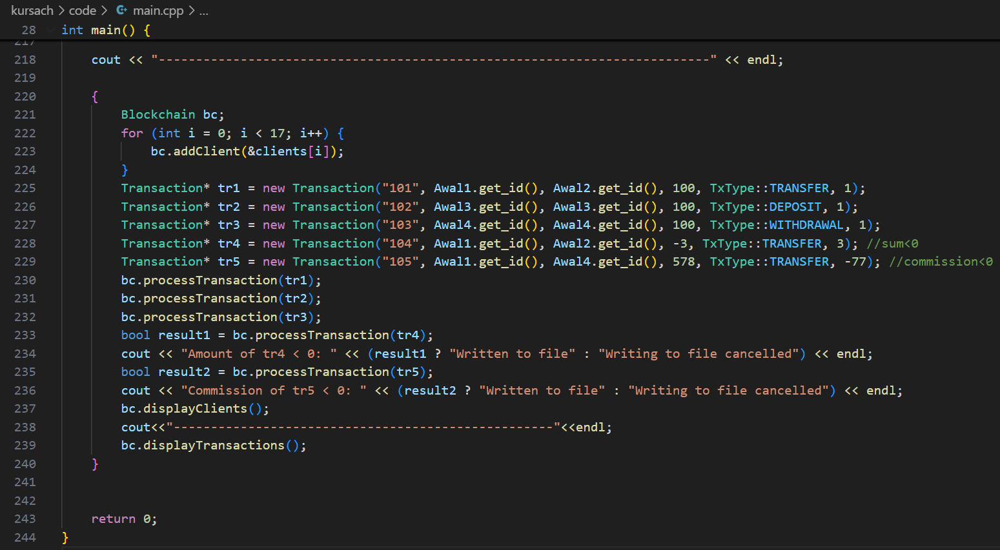 kursach > code > main.cpp > ...
28 int main() {
217
218 cout << "--------------------------------------------------------------------------" << endl;
219
220 {
221 Blockchain bc;
222 for (int i = 0; i < 17; i++) {
223 bc.addClient(&clients[i]);
224 }
225 Transaction* tr1 = new Transaction("101", Awal1.get_id(), Awal2.get_id(), 100, TxType::TRANSFER, 1);
226 Transaction* tr2 = new Transaction("102", Awal3.get_id(), Awal3.get_id(), 100, TxType::DEPOSIT, 1);
227 Transaction* tr3 = new Transaction("103", Awal4.get_id(), Awal4.get_id(), 100, TxType::WITHDRAWAL, 1);
228 Transaction* tr4 = new Transaction("104", Awal1.get_id(), Awal2.get_id(), -3, TxType::TRANSFER, 3); //sum<0
229 Transaction* tr5 = new Transaction("105", Awal1.get_id(), Awal4.get_id(), 578, TxType::TRANSFER, -77); //commission<0
230 bc.processTransaction(tr1);
231 bc.processTransaction(tr2);
232 bc.processTransaction(tr3);
233 bool result1 = bc.processTransaction(tr4);
234 cout << "Amount of tr4 < 0: " << (result1 ? "Written to file" : "Writing to file cancelled") << endl;
235 bool result2 = bc.processTransaction(tr5);
236 cout << "Commission of tr5 < 0: " << (result2 ? "Written to file" : "Writing to file cancelled") << endl;
237 bc.displayClients();
238 cout<<"---------------------------------------------------"<<endl;
239 bc.displayTransactions();
240 }
241
242
243 return 0;
244 }